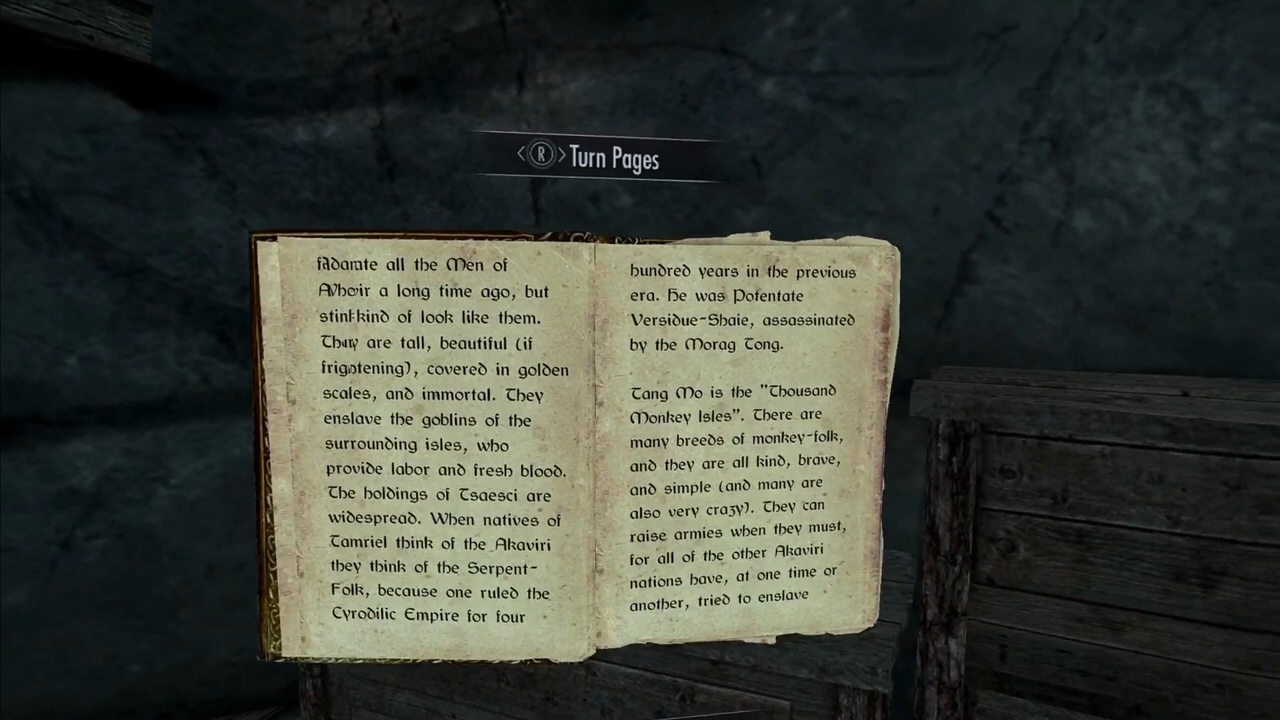 <R> Turn Pages
all the Men of
a long time ago, but
kind of look like them.
are tall, beautiful (if
frightening), covered in golden
scales, and immortal. They
enslave the goblins of the
surrounding isles, who
provide labor and fresh blood.
The holdings of Tsaesci are
widespread. When natives of
Tamriel think of the Akaviri
they think of the Serpent-
Folk, because one ruled the
Cyrodilic Empire for four
hundred years in the previous
era. He was Potentate
Versidue-Shaie, assassinated
by the Morag Tong.
Tang Mo is the "Thousand
Monkey Isles". There are
many breeds of monkey-folk,
and they are all kind, brave,
and simple (and many are
also very crazy). They can
raise armies when they must,
for all of the other Akaviri
nations have, at one time or
another, tried to enslave